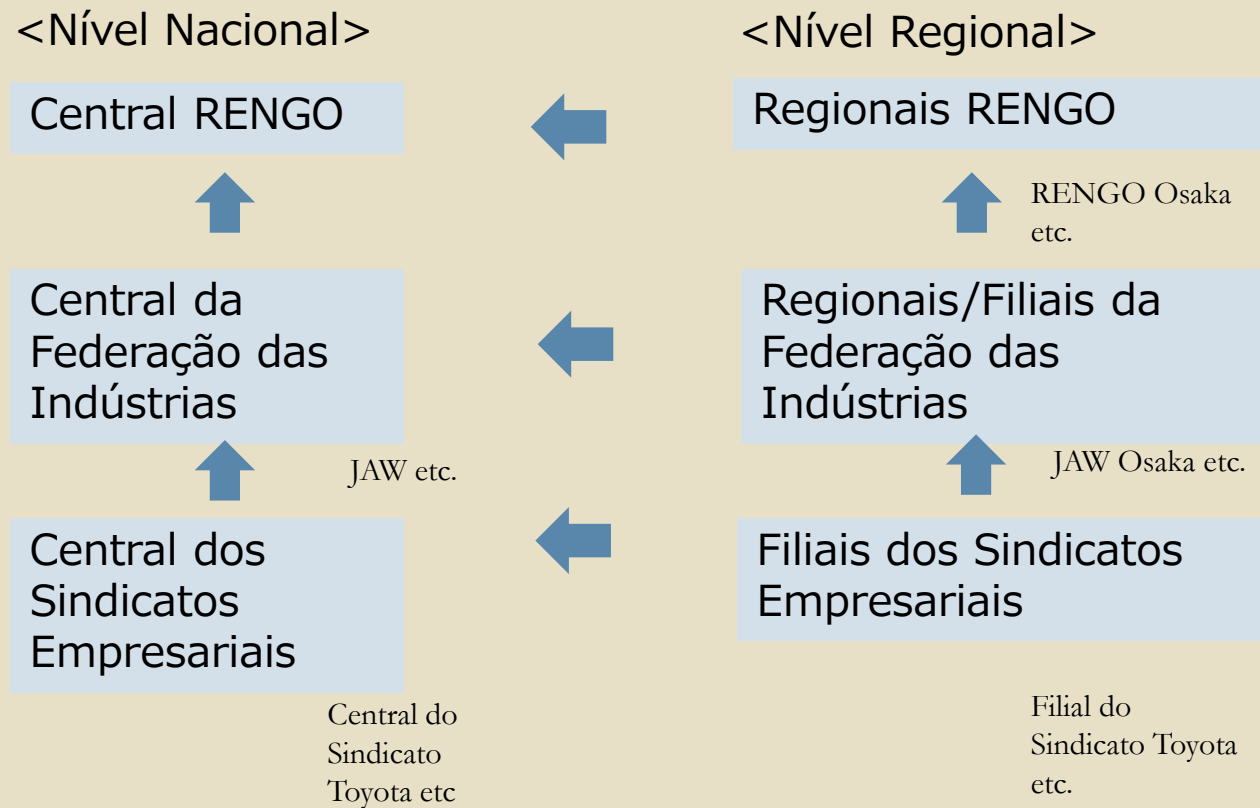 <Nível Nacional>
Central RENGO
Central da
Federação das
Indústrias
JAW etc.
Central dos
Sindicatos
Empresariais
Central do
Sindicato
Toyota etc
<Nível Regional>
Regionais RENGO
RENGO Osaka
etc.
Regionais/Filiais da
Federação das
Indústrias
JAW Osaka etc.
Filiais dos Sindicatos
Empresariais
Filial do
Sindicato Toyota
etc.